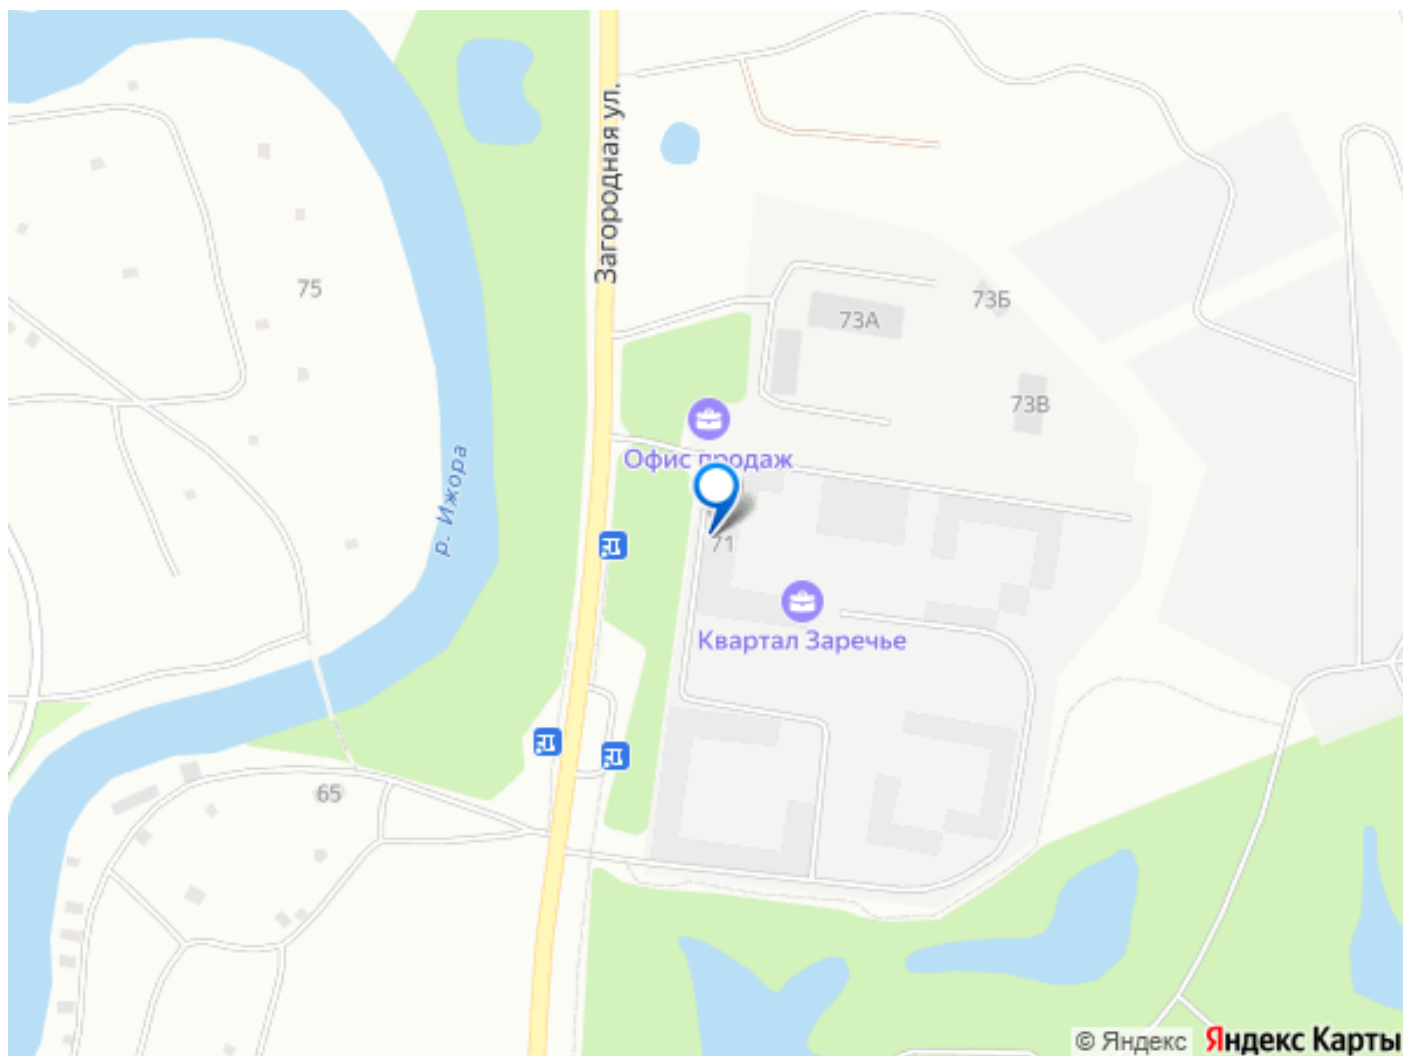 Загородная ул.
75
73Б
73А
73В
Офис продаж
р. Ижора
71
Квартал Заречье
65
© Яндекс Яндекс Карты